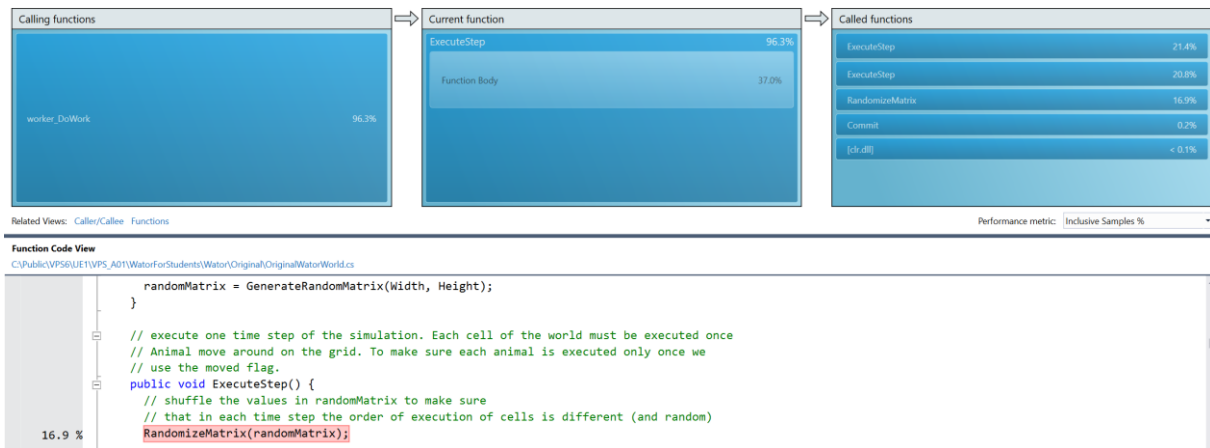 Calling functions
Current function
Called functions
worker_DoWork 96.3%
ExecuteStep 96.3%
Function Body 37.0%
ExecuteStep 21.4%
ExecuteStep 20.8%
RandomizeMatrix 16.9%
Commit 0.2%
[clr.dll] < 0.1%
Related Views: Caller/Callee Functions
Performance metric: Inclusive Samples %
Function Code View
C:\Public\VPS6\UE1\VPS_A01\WatorForStudents\Wator\Original\OriginalWatorWorld.cs
randomMatrix = GenerateRandomMatrix(Width, Height);
}
// execute one time step of the simulation. Each cell of the world must be executed once
// Animal move around on the grid. To make sure each animal is executed only once we
// use the moved flag.
public void ExecuteStep() {
// shuffle the values in randomMatrix to make sure
// that in each time step the order of execution of cells is different (and random)
16.9 % RandomizeMatrix(randomMatrix);